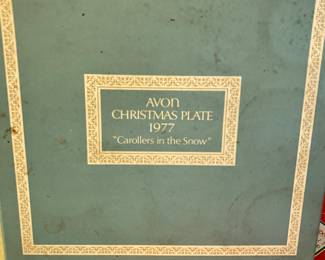 AVON
CHRISTMAS PLATE
1977
"Carollers in the Snow"